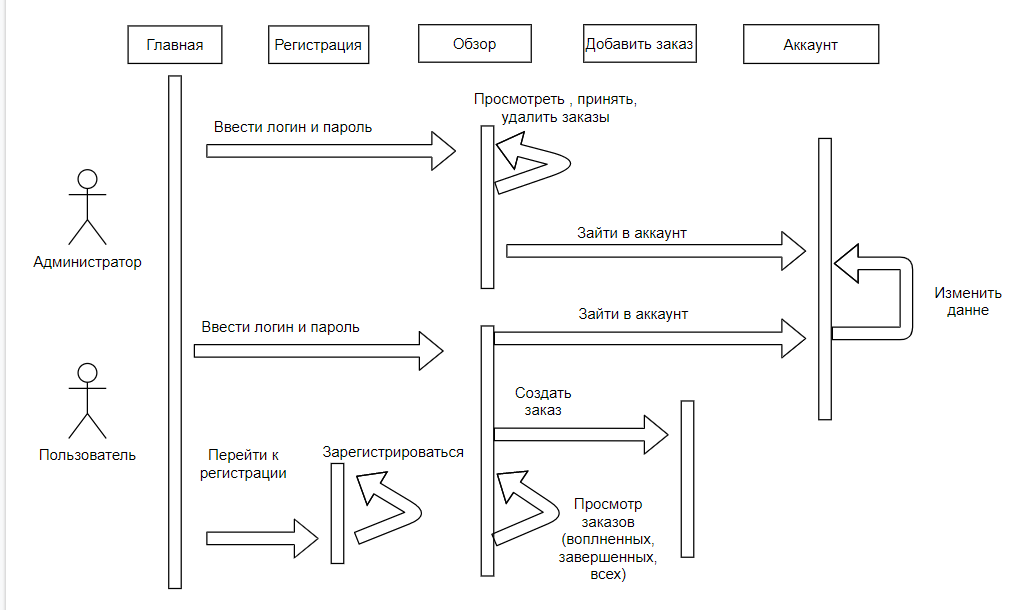 Главная
Регистрация
Обзор
Добавить заказ
Аккаунт
Просмотреть , принять,
удалить заказы
Ввести логин и пароль
Зайти в аккаунт
Администратор
Изменить
данне
Зайти в аккаунт
Ввести логин и пароль
Создать
заказ
Пользователь
Перейти к
регистрации
Зарегистрироваться
Просмотр
заказов
(воплненных,
завершенных,
всех)